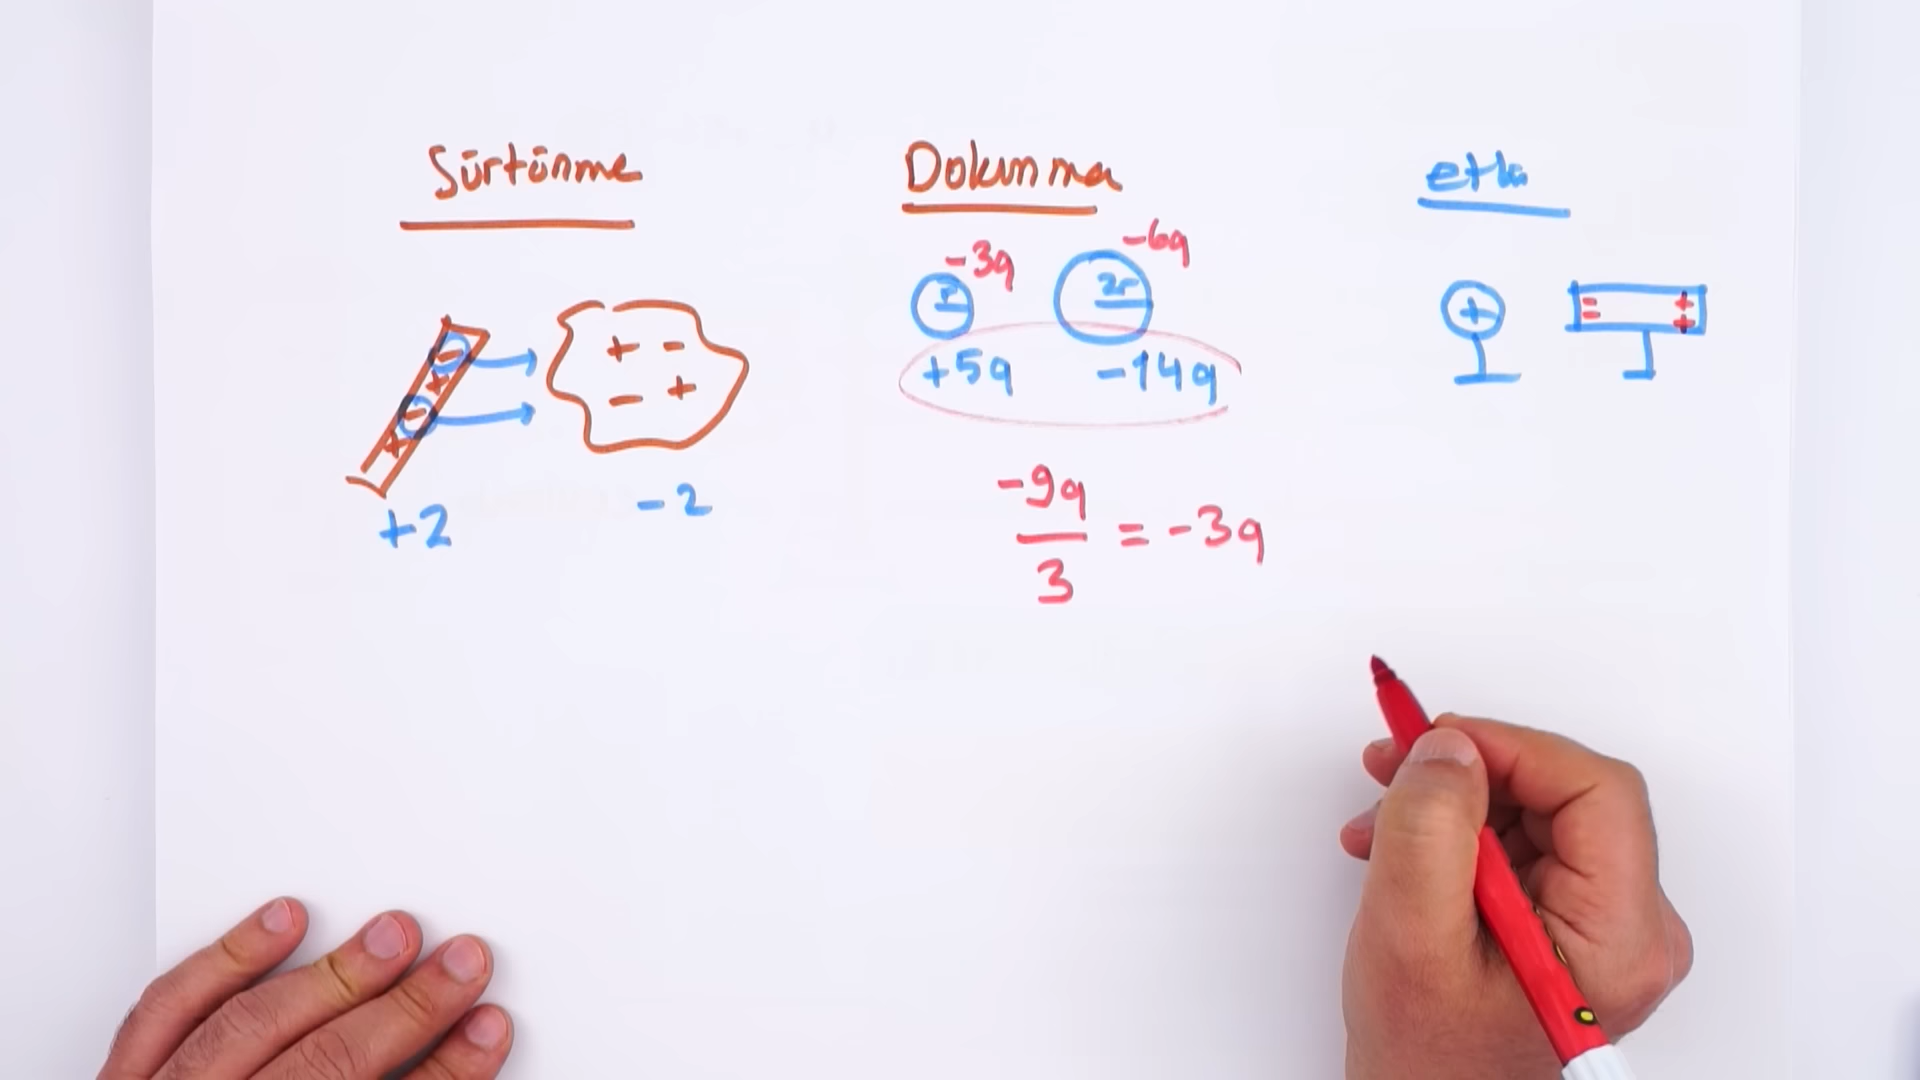 Sürtünme
- + - +
+ -
- +
+2
-2
Dokunma
-3q -6q
r 2r
+5q -14q
-9q
3
= -3q
etki
+
- - + +